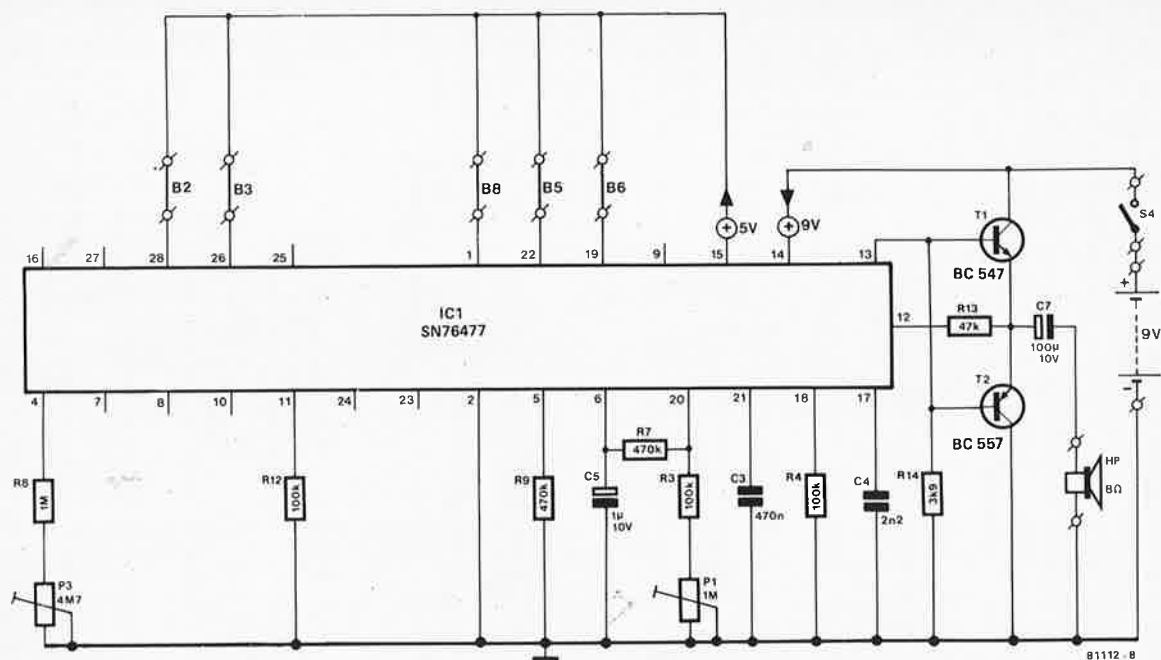 B2
B3
B8
B5
B6
5V
9V
S4
T1
BC 547
16
27
28
26
25
1
22
19
9
15
14
13
IC1
SN76477
12
R13
47k
C7
100µ
10V
9V
T2
BC 557
4
7
8
10
11
24
23
2
5
6
20
21
18
17
R7
470k
R8
1M
R12
100k
R9
470k
C5
1µ
10V
R3
100k
C3
470n
R4
100k
C4
2n2
R14
3k9
HP
8Ω
P3
4M7
P1
1M
81112 - 8